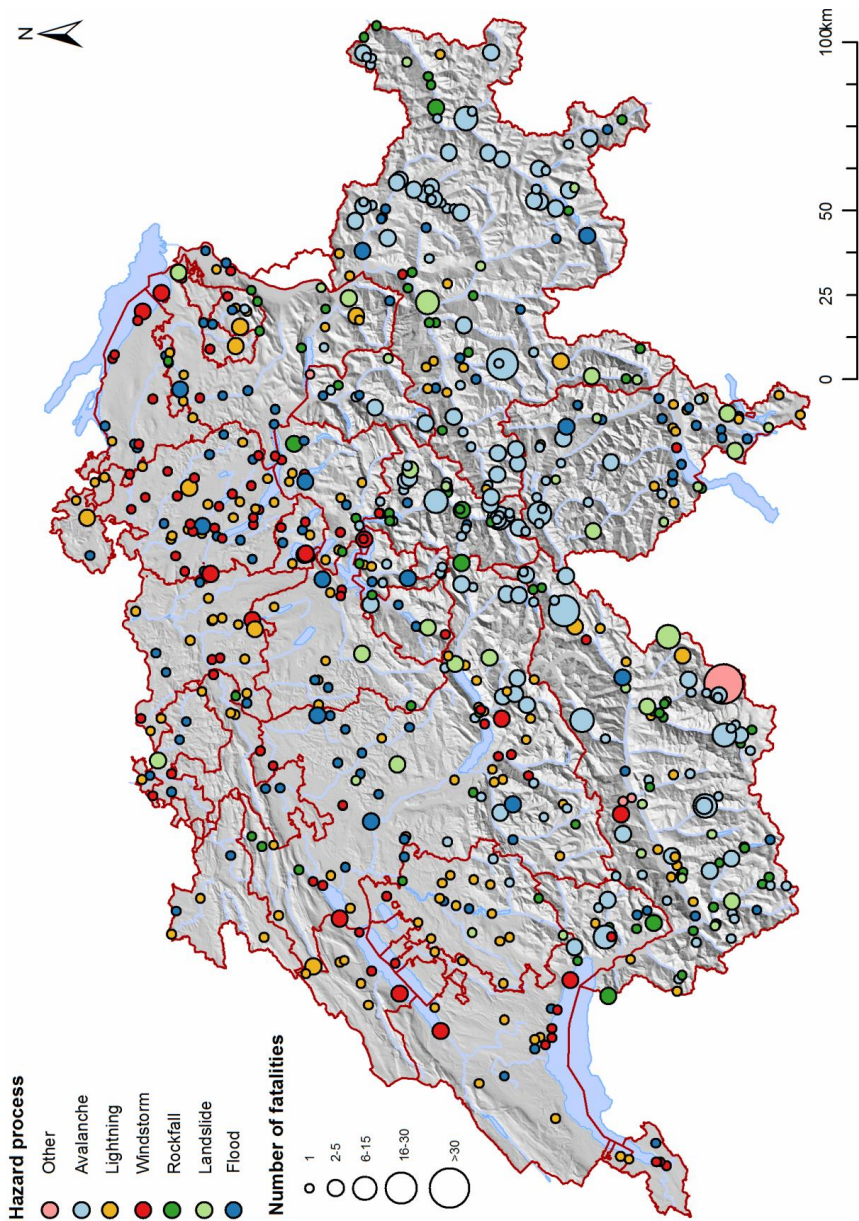 Hazard process
Other
Avalanche
Lightning
Windstorm
Rockfall
Landslide
Flood
Number of fatalities
1
2-5
6-15
16-30
>30
N
0
25
50
100km